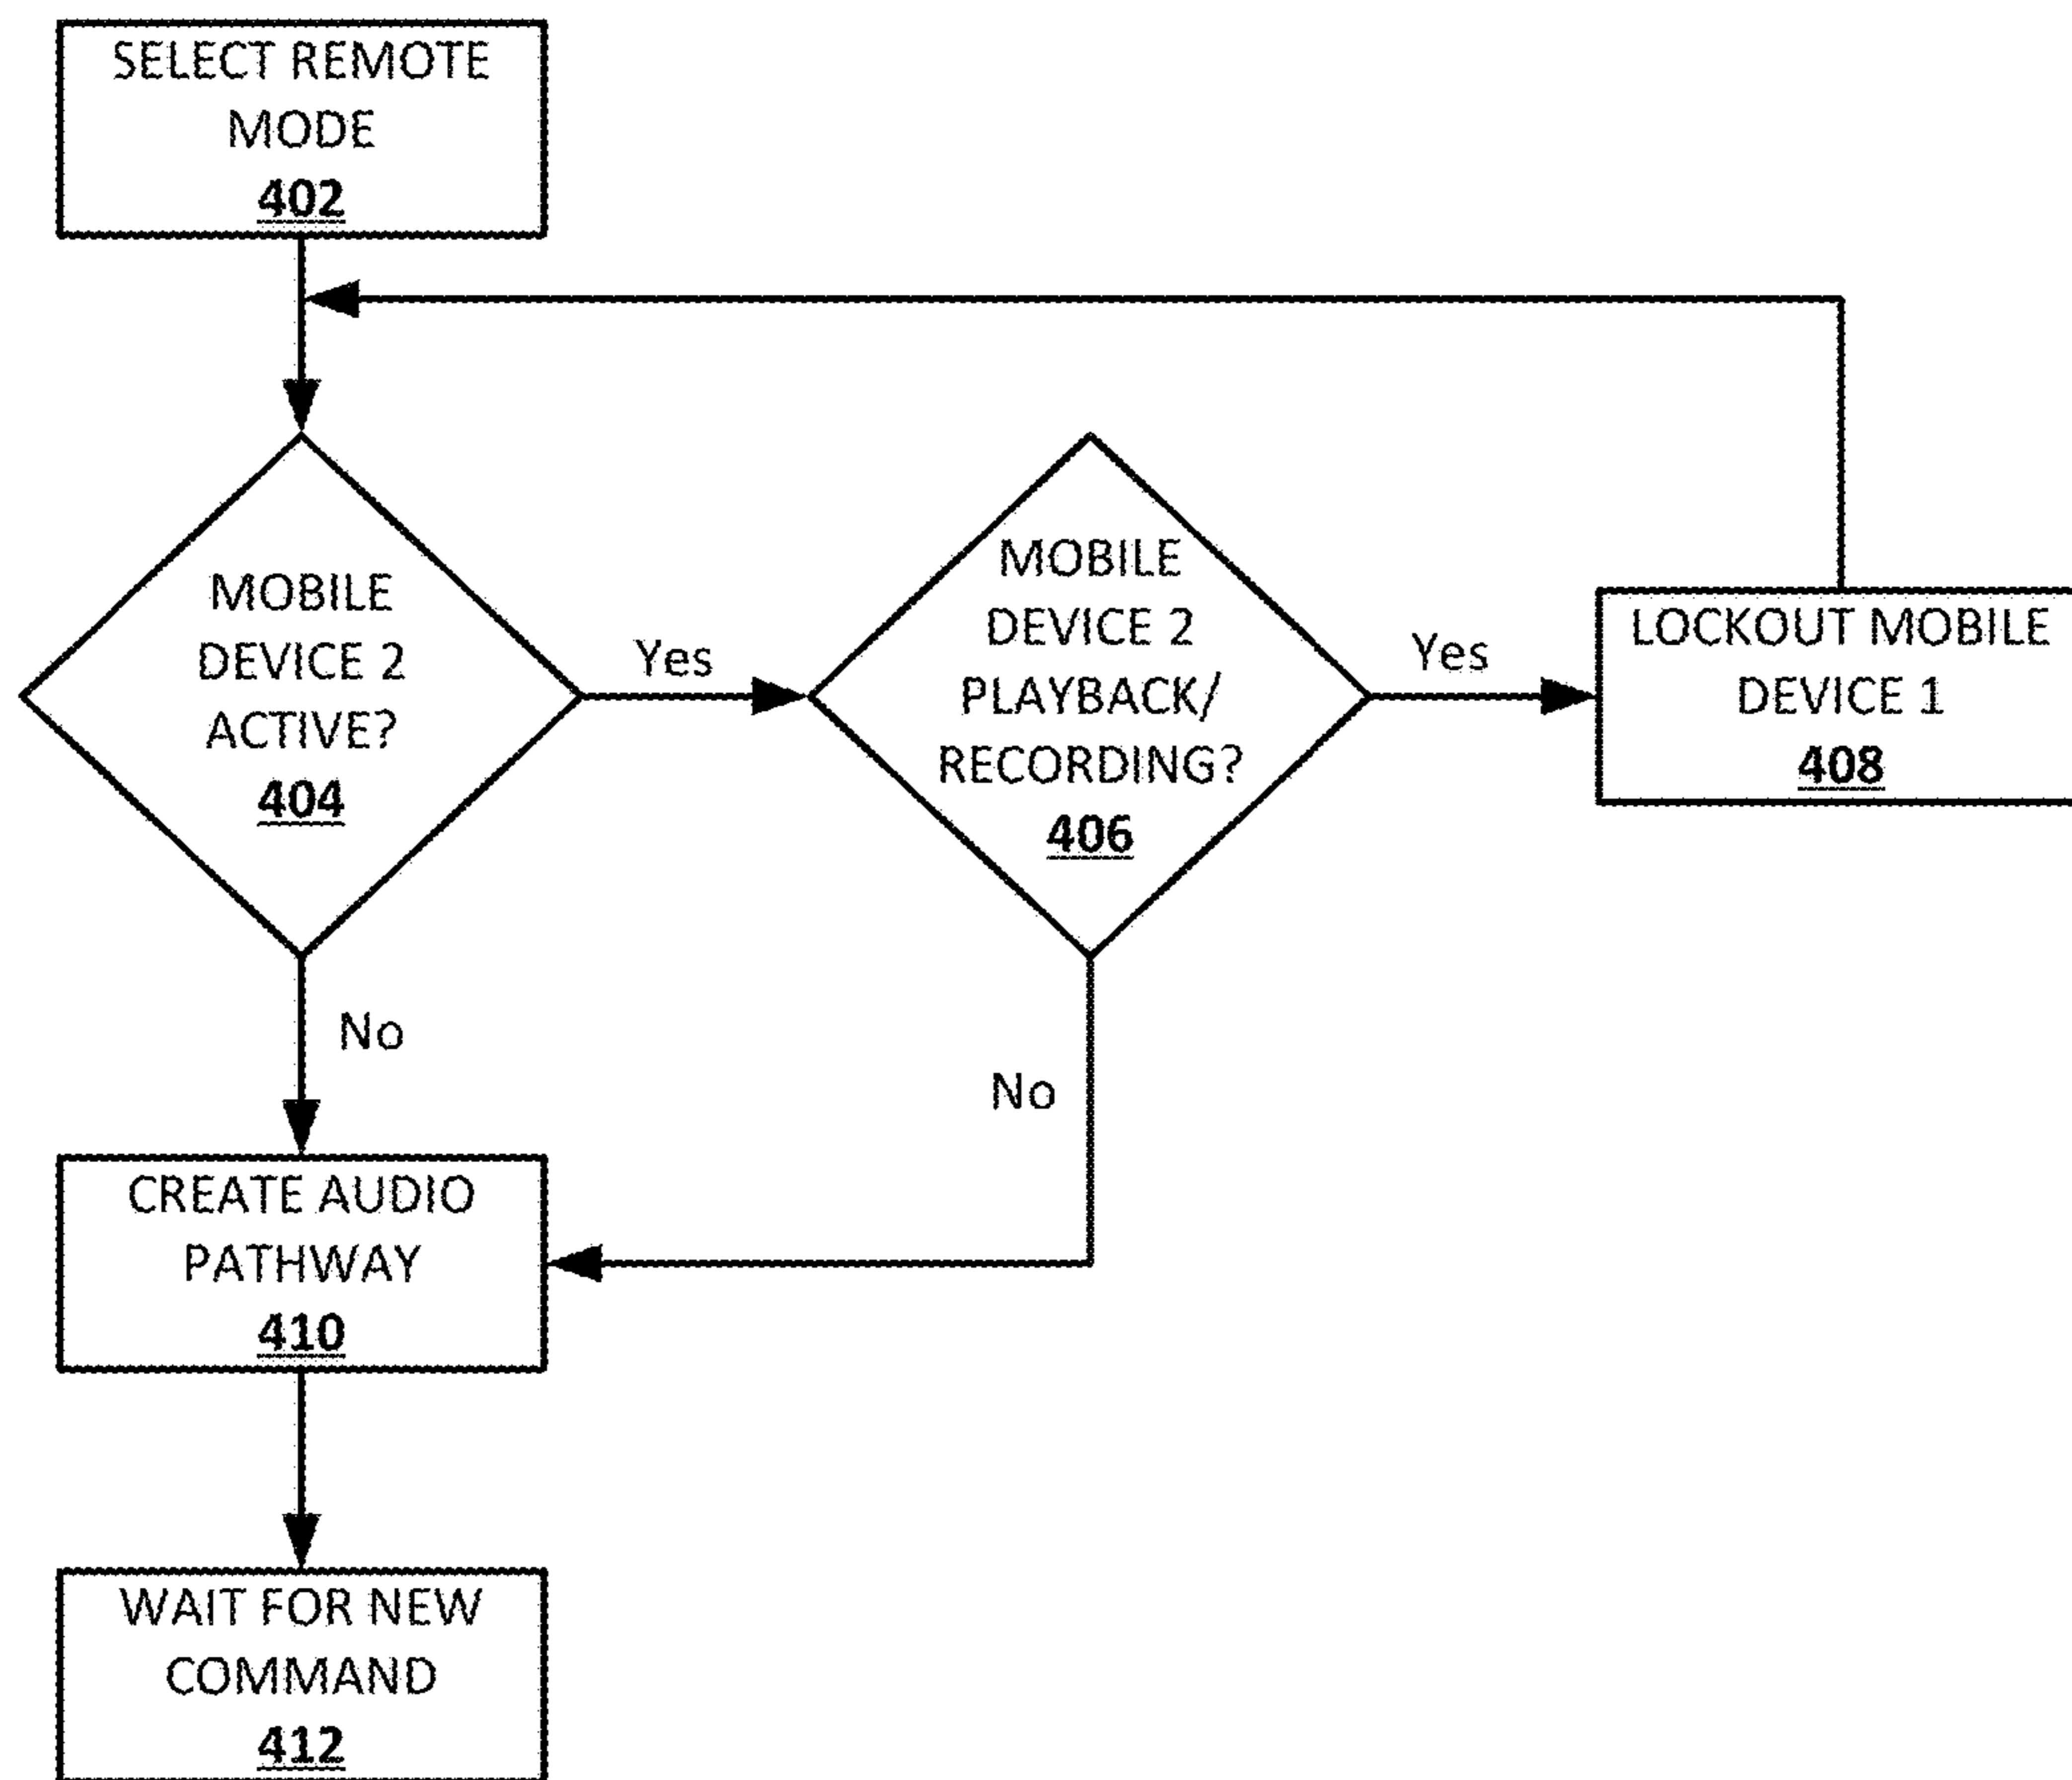 SELECT REMOTE
MODE
402
MOBILE
DEVICE 2
ACTIVE?
404
Yes
MOBILE
DEVICE 2
PLAYBACK/
RECORDING?
406
Yes
LOCKOUT MOBILE
DEVICE 1
408
No
No
CREATE AUDIO
PATHWAY
410
WAIT FOR NEW
COMMAND
412